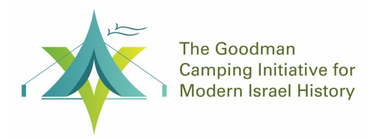 The Goodman
Camping Initiative for
Modern Israel History